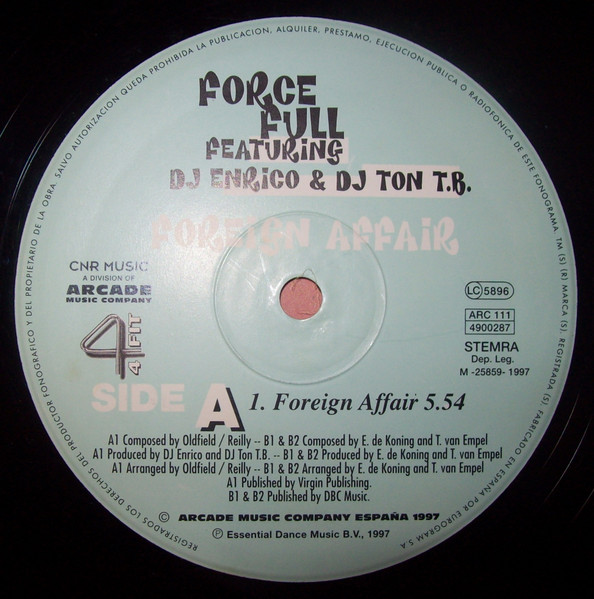 SALVO AUTORIZACION QUEDA PROHIBIDA LA PUBLICACION, ALQUILER, PRESTAMO, EJECUCION PUBLICA O RADIOFONICA DE ESTE FONOGRAMA. TM (S) (R) MARCA (S). REGISTRADA (S) FABRICADO EN ESPAÑA POR EUROGRAM S.A.
REGISTRADOS LOS DERECHOS DEL PRODUCTOR FONOGRAFICO Y DEL PROPIETARIO DE LA OBRA.
FORCE
FULL
FEATURING
DJ ENRICO & DJ TON T.B.
FOREIGN AFFAIR
CNR MUSIC
A DIVISION OF
ARCADE
MUSIC COMPANY
4
4 FIT
LC 5896
ARC 111
4900287
STEMRA
Dep. Leg.
M -25859- 1997
SIDE A
1. Foreign Affair 5.54
A1 Composed by Oldfield / Reilly -- B1 & B2 Composed by E. de Koning and T. van Empel
A1 Produced by DJ Enrico and DJ Ton T.B. -- B1 & B2 Produced by E. de Koning and T. van Empel
A1 Arranged by Oldfield / Reilly -- B1 & B2 Arranged by E. de Koning and T. van Empel
A1 Published by Virgin Publishing.
B1 & B2 Published by DBC Music.
© ARCADE MUSIC COMPANY ESPAÑA 1997
℗ Essential Dance Music B.V., 1997